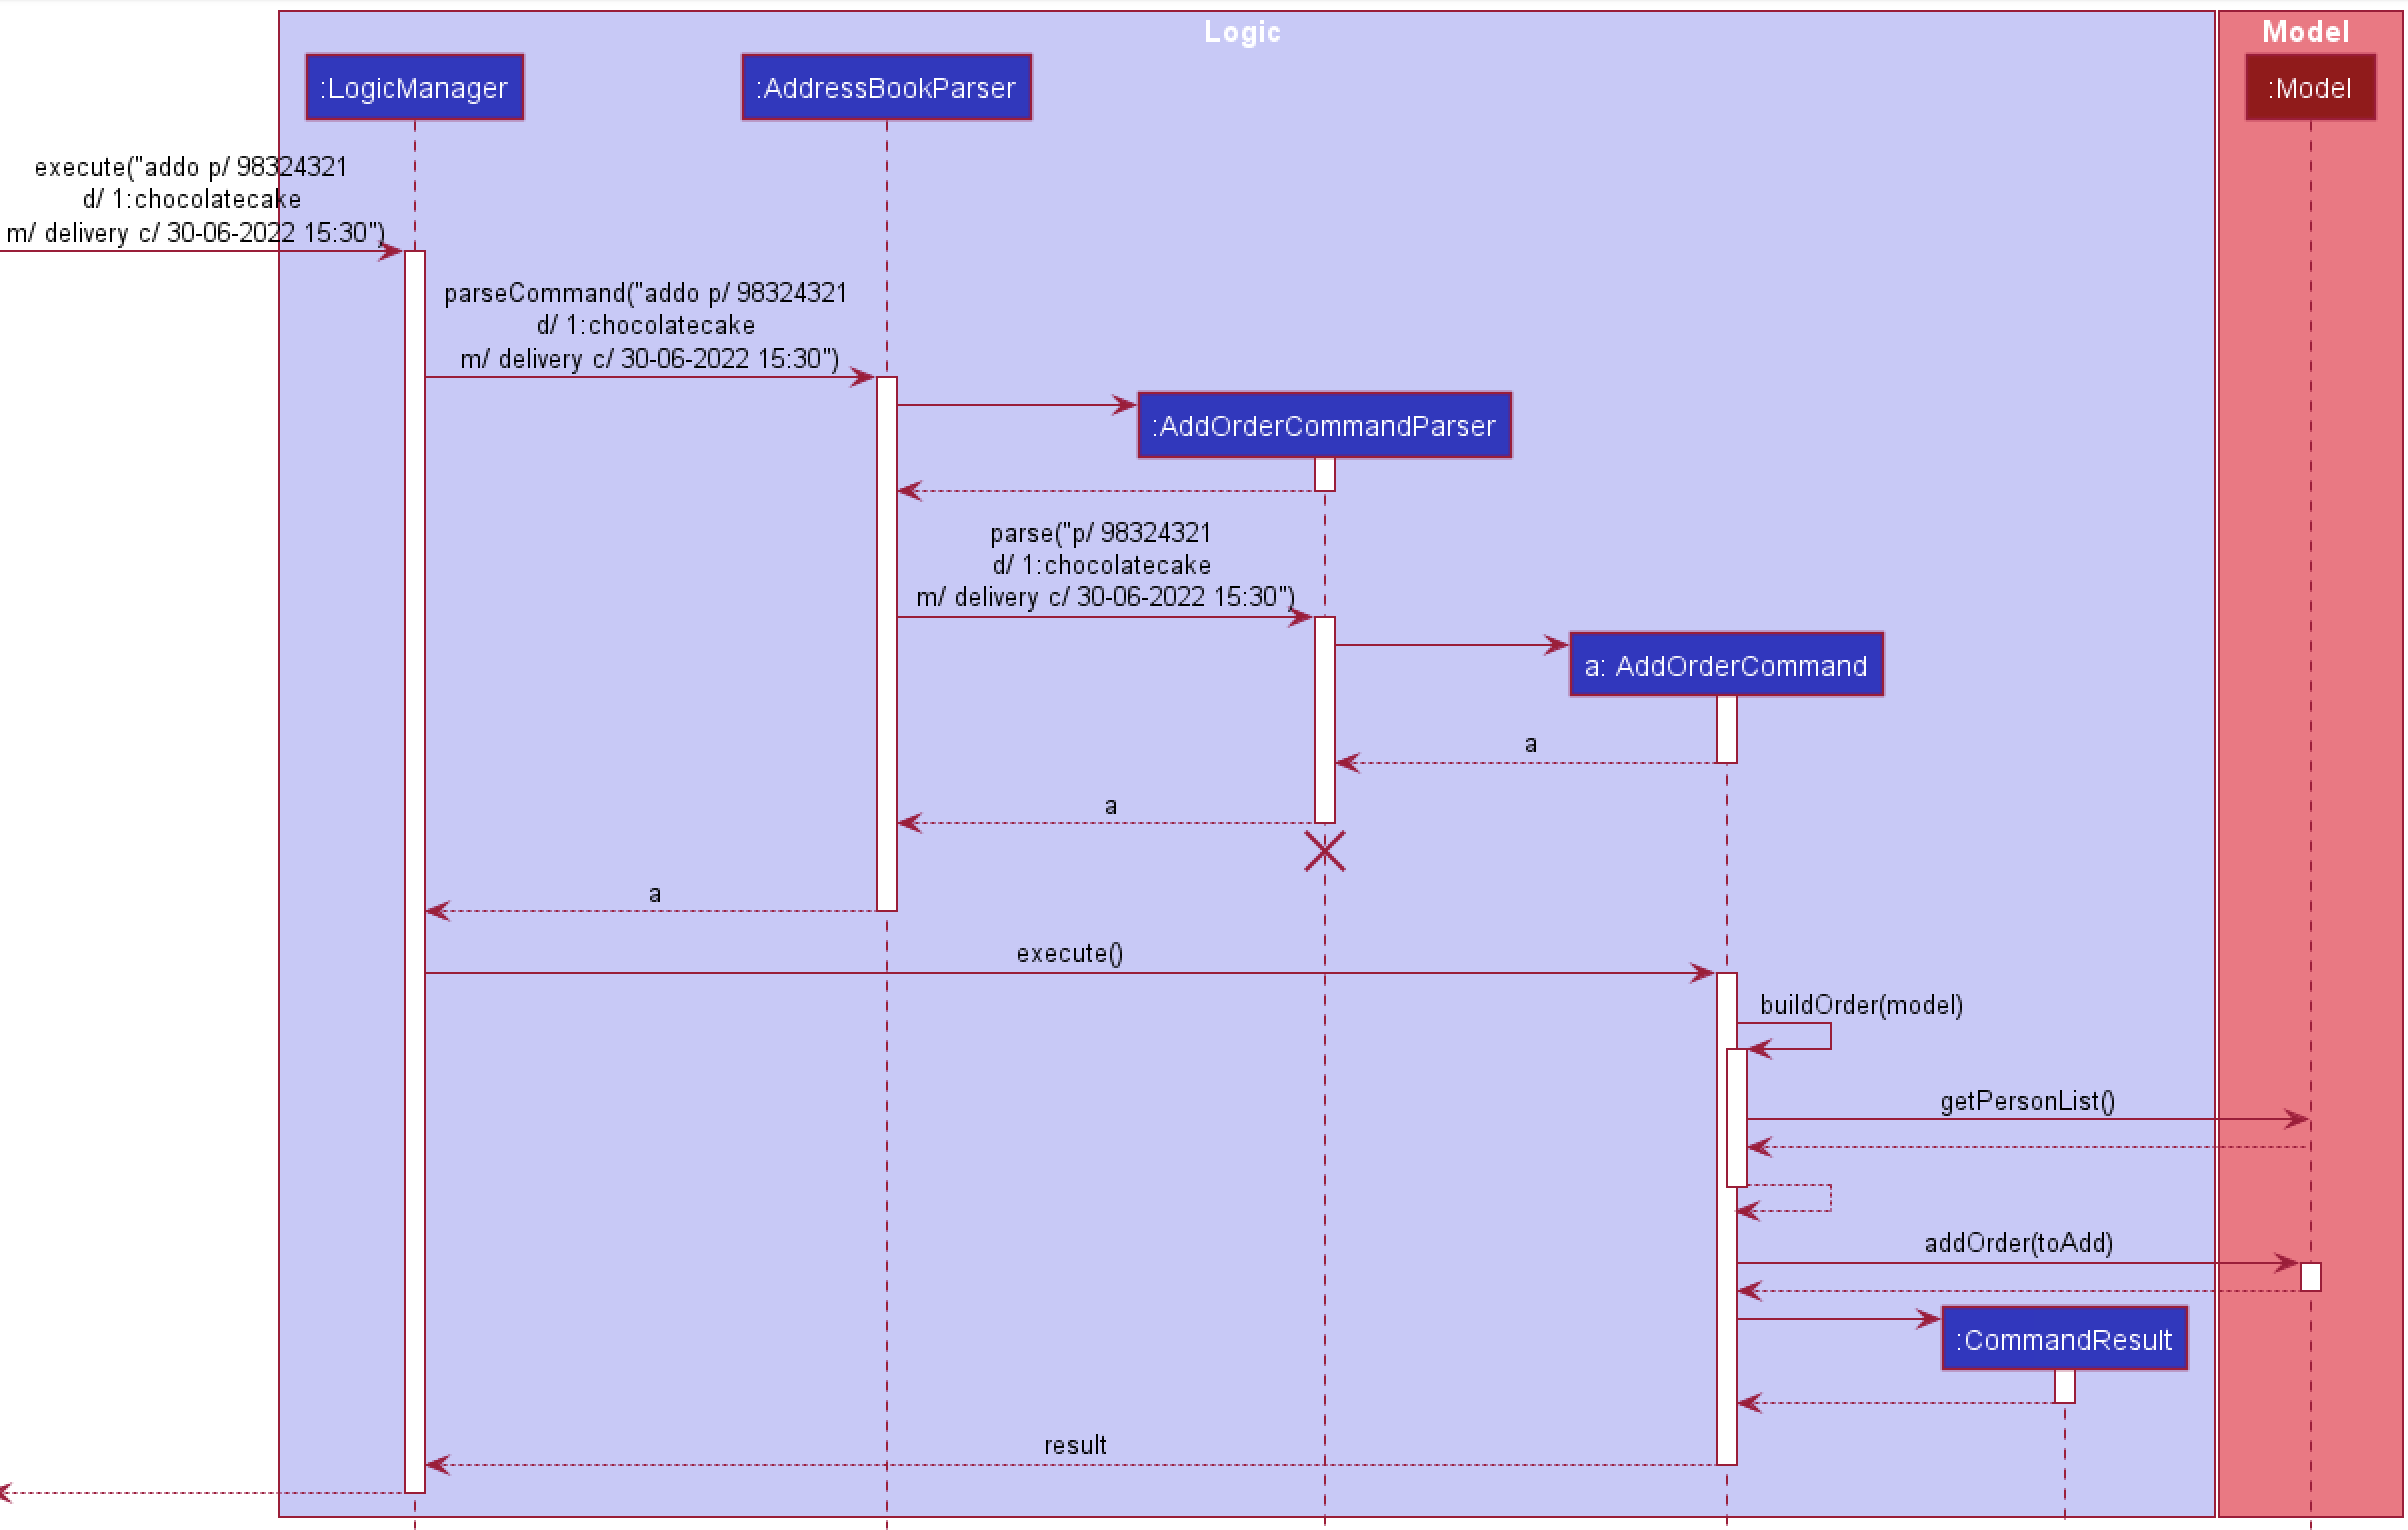 Logic
Model
:LogicManager
:AddressBookParser
:Model
execute("addo p/ 98324321
d/ 1:chocolatecake
m/ delivery c/ 30-06-2022 15:30")
parseCommand("addo p/ 98324321
d/ 1:chocolatecake
m/ delivery c/ 30-06-2022 15:30")
:AddOrderCommandParser
parse("p/ 98324321
d/ 1:chocolatecake
m/ delivery c/ 30-06-2022 15:30")
a: AddOrderCommand
a
a
a
execute()
buildOrder(model)
getPersonList()
addOrder(toAdd)
:CommandResult
result